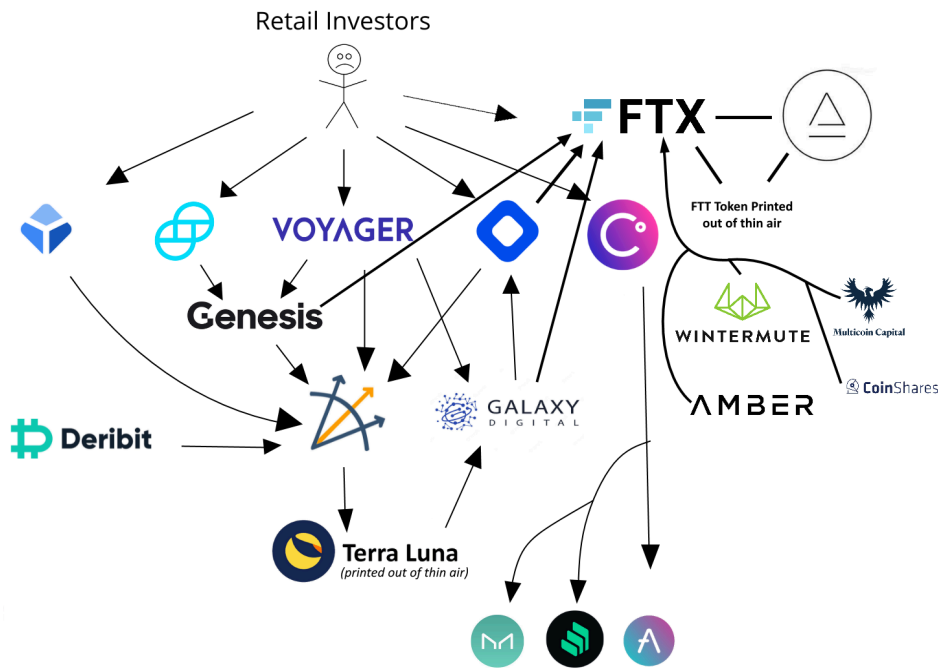 Retail Investors
FTX
FTT Token Printed
out of thin air
VOYAGER
Genesis
WINTERMUTE
Multicoin Capital
CoinShares
AMBER
GALAXY
DIGITAL
Deribit
Terra Luna
(printed out of thin air)